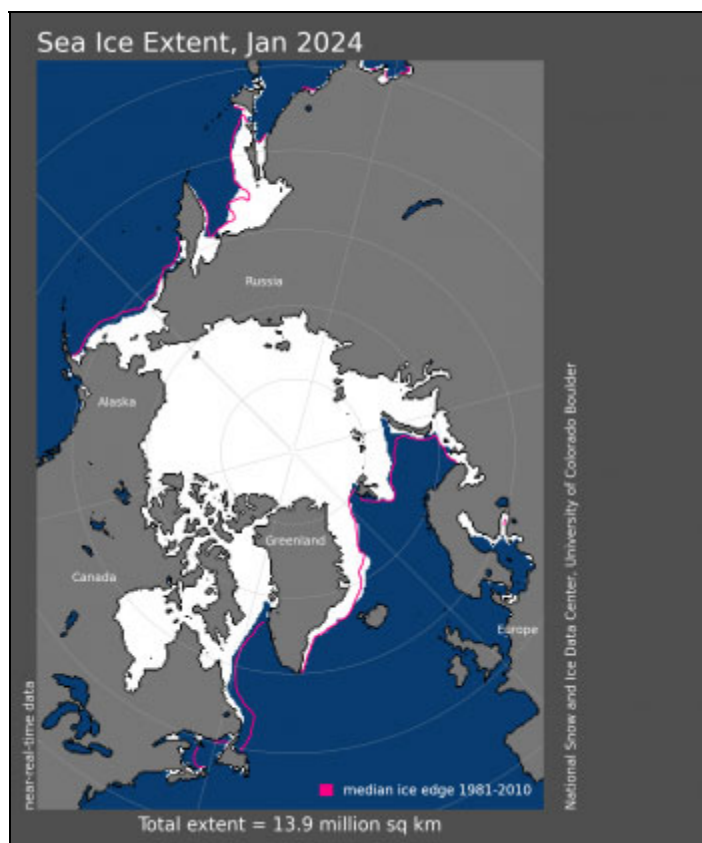 Sea Ice Extent, Jan 2024
Russia
Alaska
Greenland
Canada
Europe
near-real-time data
National Snow and Ice Data Center, University of Colorado Boulder
median ice edge 1981-2010
Total extent = 13.9 million sq km